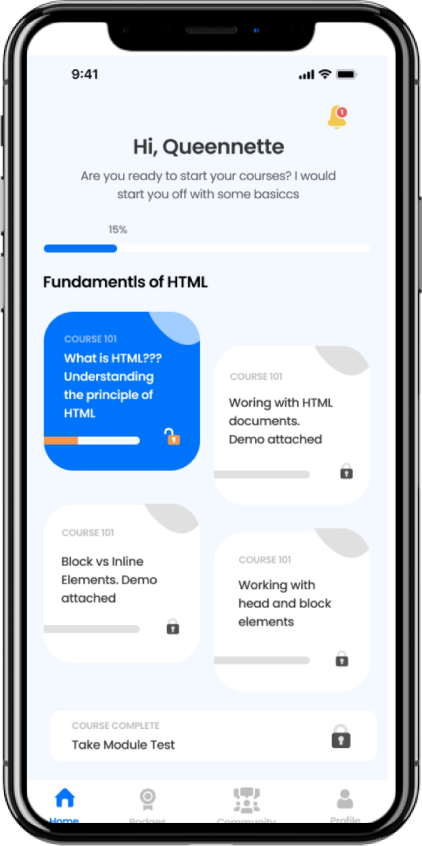 9:41
1
Hi, Queennette
Are you ready to start your courses? I would
start you off with some basiccs
15%
Fundamentls of HTML
COURSE 101
What is HTML???
Understanding
the principle of
HTML
COURSE 101
Woring with HTML
documents.
Demo attached
COURSE 101
Block vs Inline
Elements. Demo
attached
COURSE 101
Working with
head and block
elements
COURSE COMPLETE
Take Module Test
Home
Badges
Community
Profile